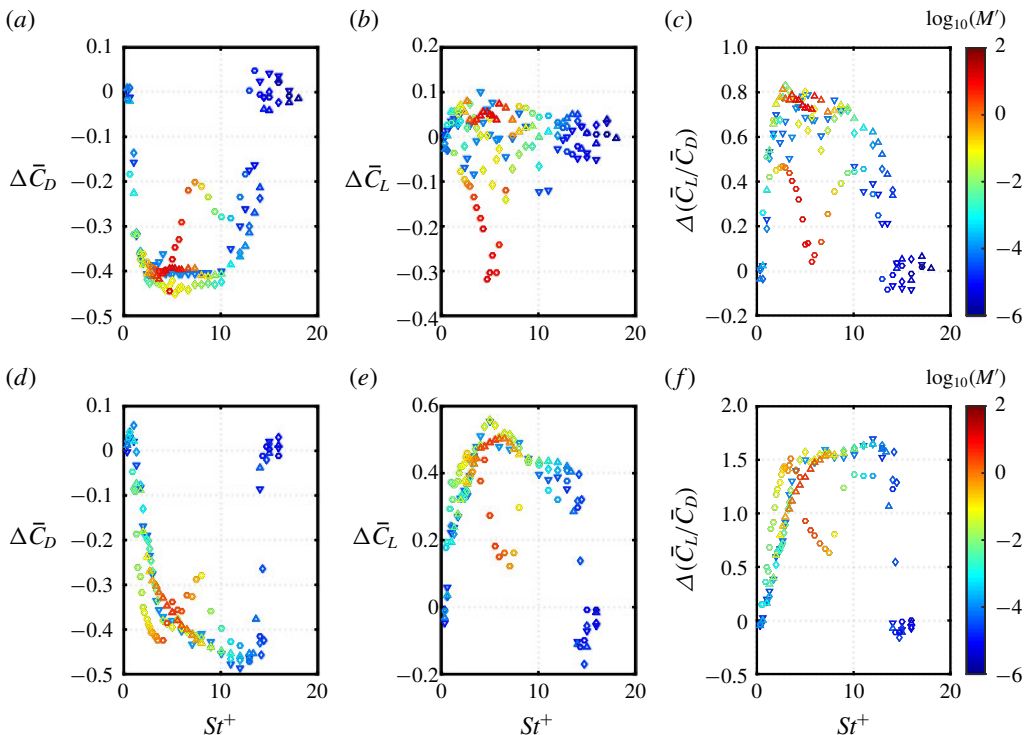 (a) (b) (c) log10(M′)
0.1 0.2 1.0 2
0 0.1 0.8
−0.1 0 0.6 0
−0.2 −0.1 0.4 −2
−0.3 −0.2 0.2
−0.4 −0.3 0 −4
−0.5 −0.4 −0.2 −6
ΔC̄D ΔC̄L Δ(C̄L/C̄D)
0 10 20 0 10 20 0 10 20
(d) (e) (f) log10(M′)
0.1 0.6 2.0 2
0 1.5
−0.1 0.4 0
−0.2 0.2 1.0
−0.3 0.5 −2
−0.4 0 0 −4
−0.5 −0.2 −0.5 −6
ΔC̄D ΔC̄L Δ(C̄L/C̄D)
0 10 20 0 10 20 0 10 20
St+ St+ St+